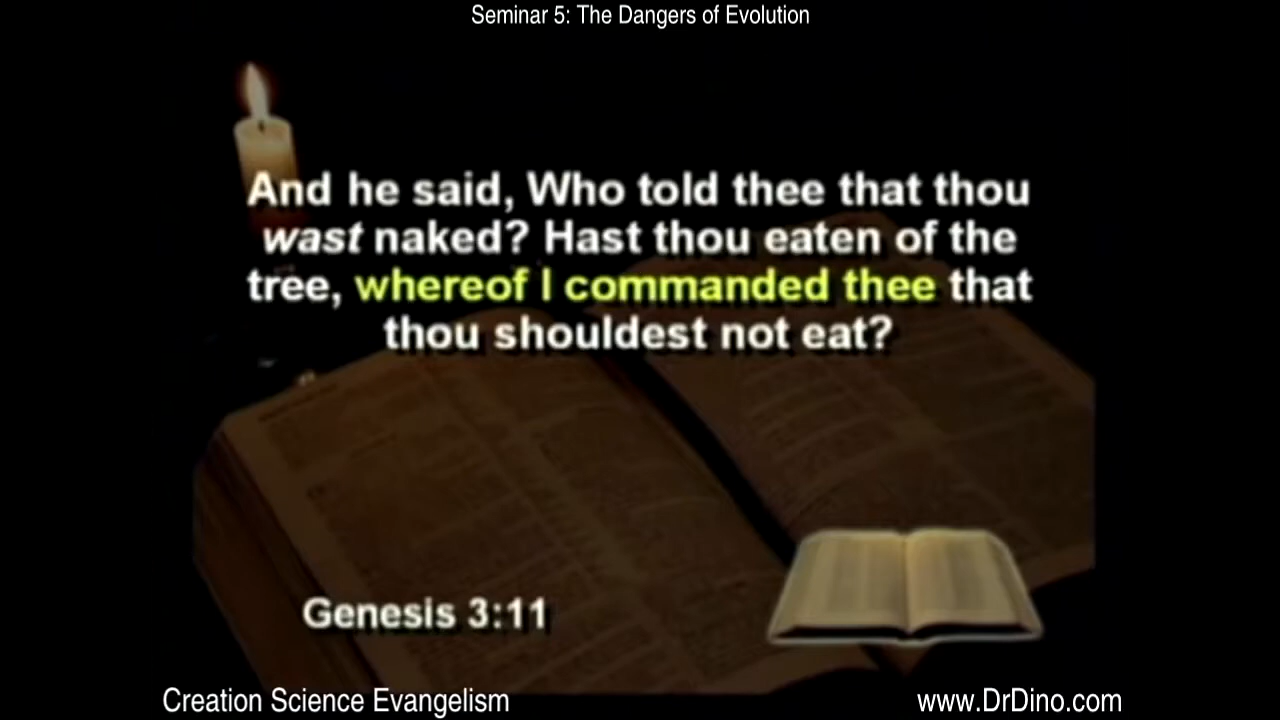 Seminar 5: The Dangers of Evolution
And he said, Who told thee that thou
wast naked? Hast thou eaten of the
tree, whereof I commanded thee that
thou shouldest not eat?
Genesis 3:11
Creation Science Evangelism
www.DrDino.com